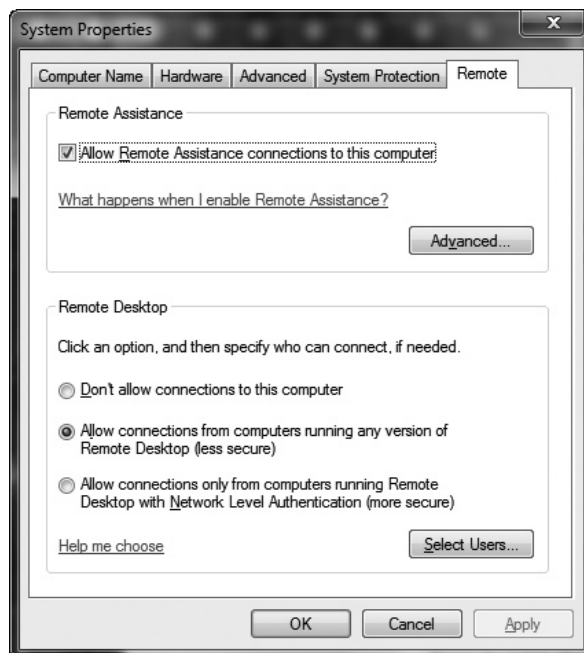 System Properties
x
Computer Name Hardware Advanced System Protection Remote
Remote Assistance
Allow Remote Assistance connections to this computer
What happens when I enable Remote Assistance?
Advanced...
Remote Desktop
Click an option, and then specify who can connect, if needed.
Don't allow connections to this computer
Allow connections from computers running any version of
Remote Desktop (less secure)
Allow connections only from computers running Remote
Desktop with Network Level Authentication (more secure)
Help me choose
Select Users...
OK Cancel Apply